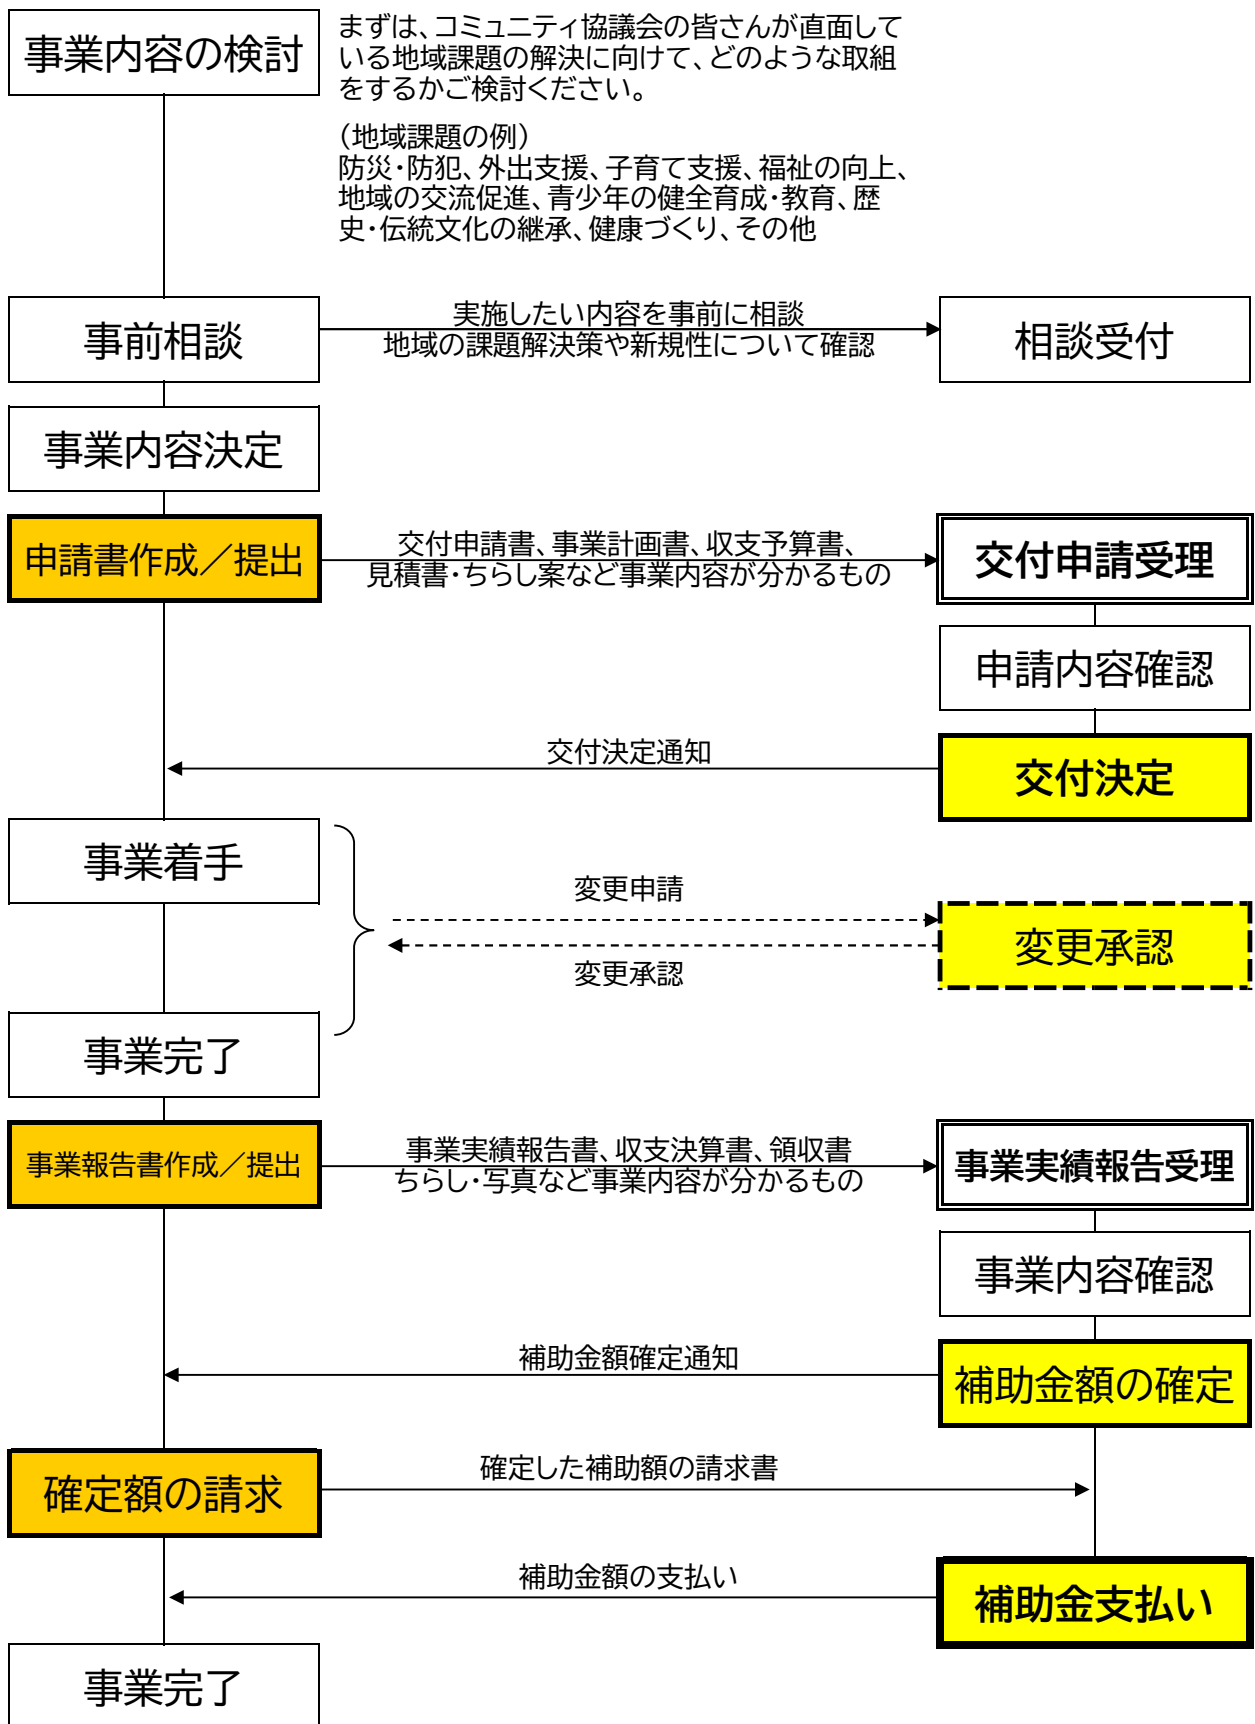 事業内容の検討
まずは、コミュニティ協議会の皆さんが直面して
いる地域課題の解決に向けて、どのような取組
をするかご検討ください。
（地域課題の例）
防災・防犯、外出支援、子育て支援、福祉の向上、
地域の交流促進、青少年の健全育成・教育、歴
史・伝統文化の継承、健康づくり、その他
事前相談
実施したい内容を事前に相談
地域の課題解決策や新規性について確認
相談受付
事業内容決定
申請書作成／提出
交付申請書、事業計画書、収支予算書、
見積書・ちらし案など事業内容が分かるもの
交付申請受理
申請内容確認
交付決定通知
交付決定
事業着手
変更申請
変更承認
変更承認
事業完了
事業報告書作成／提出
事業実績報告書、収支決算書、領収書
ちらし・写真など事業内容が分かるもの
事業実績報告受理
事業内容確認
補助金額確定通知
補助金額の確定
確定額の請求
確定した補助額の請求書
補助金額の支払い
補助金支払い
事業完了